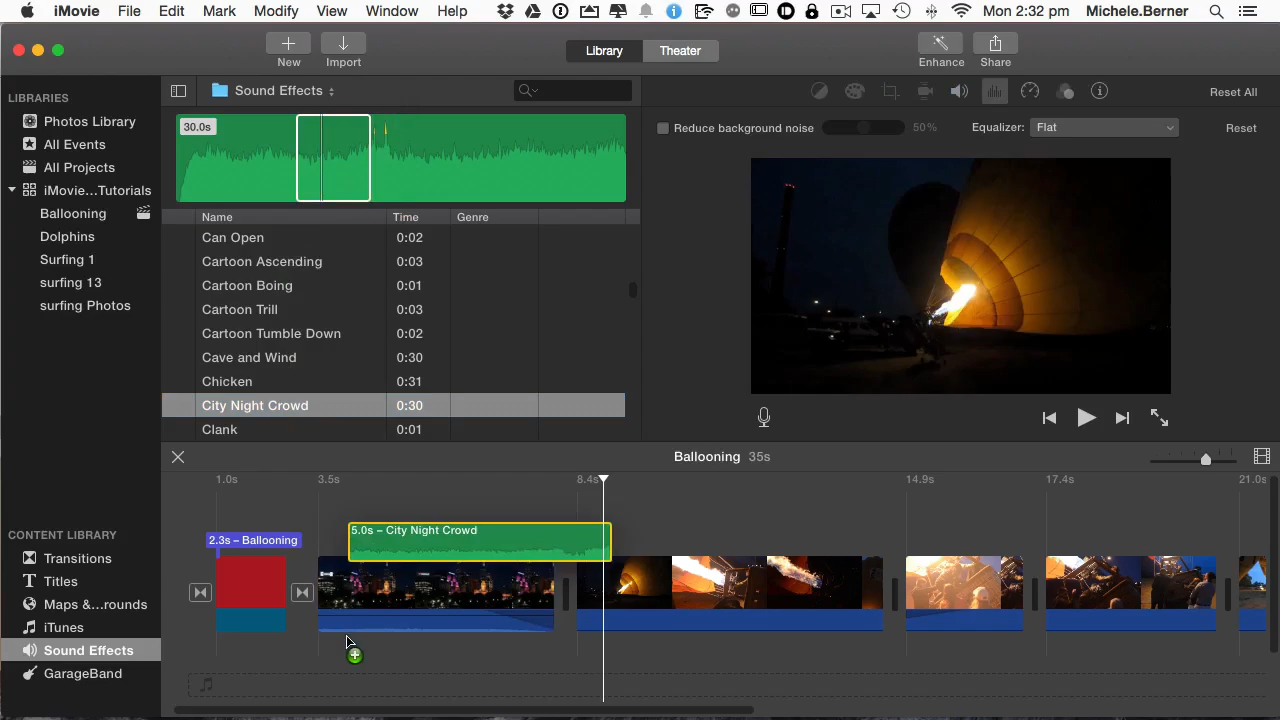 iMovie File Edit Mark Modify View Window Help Mon 2:32 pm Michele.Berner
New Import Library Theater Enhance Share
LIBRARIES
Photos Library
All Events
All Projects
iMovie…Tutorials
Ballooning
Dolphins
Surfing 1
surfing 13
surfing Photos
CONTENT LIBRARY
Transitions
Titles
Maps &…rounds
iTunes
Sound Effects
GarageBand
Sound Effects
30.0s
Name Time Genre
Can Open 0:02
Cartoon Ascending 0:03
Cartoon Boing 0:01
Cartoon Trill 0:03
Cartoon Tumble Down 0:02
Cave and Wind 0:30
Chicken 0:31
City Night Crowd 0:30
Clank 0:01
Reset All
Reduce background noise 50% Equalizer: Flat Reset
Ballooning 35s
1.0s 3.5s 8.4s 14.9s 17.4s 21.0s
5.0s – City Night Crowd
2.3s – Ballooning